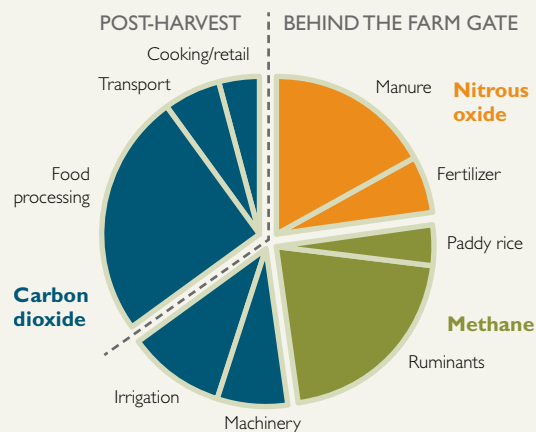 POST-HARVEST
BEHIND THE FARM GATE
Cooking/retail
Transport
Food
processing
Carbon
dioxide
Irrigation
Machinery
Manure
Nitrous
oxide
Fertilizer
Paddy rice
Methane
Ruminants